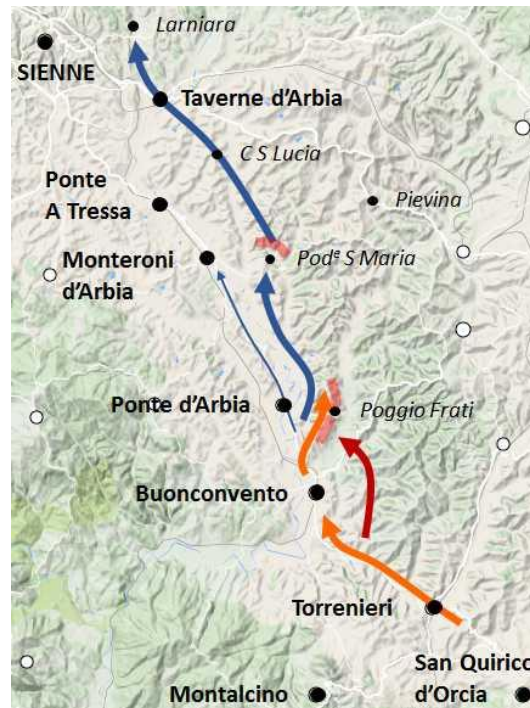 Larniara
SIENNE
Taverne d'Arbia
C S Lucia
Ponte
A Tressa
Pievina
Monteroni
d'Arbia
Podᵉ S Maria
Ponte d'Arbia
Poggio Frati
Buonconvento
Torrenieri
San Quirico
d'Orcia
Montalcino